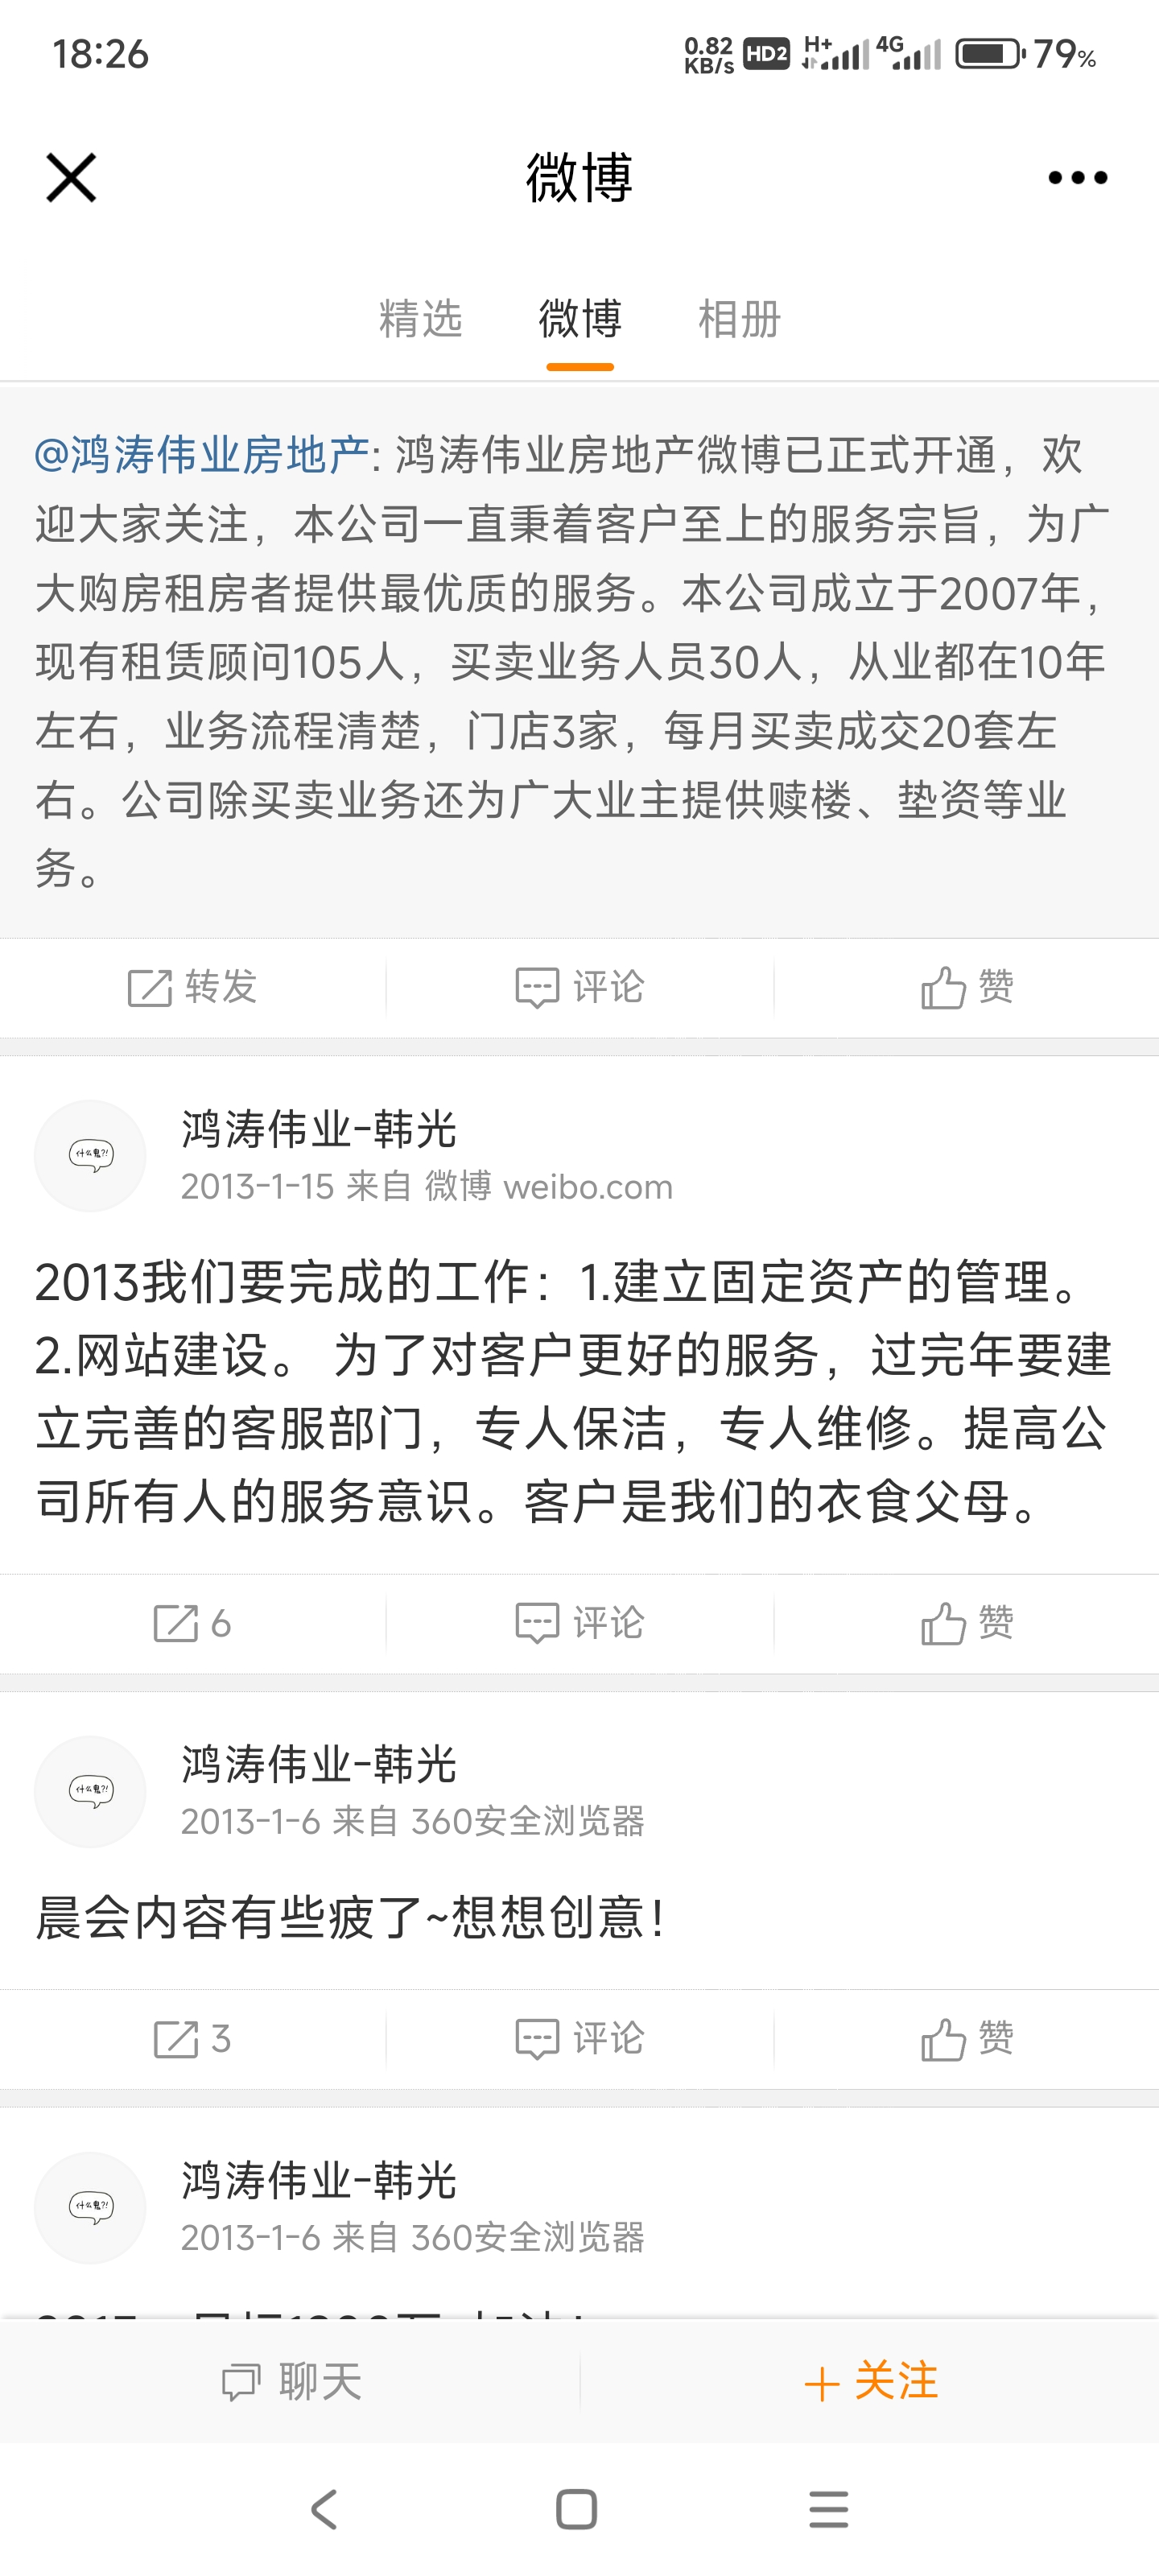 18:26
0.82 KB/s HD2 H+ 4G 79%
微博
精选 微博 相册
@鸿涛伟业房地产: 鸿涛伟业房地产微博已正式开通，欢
迎大家关注，本公司一直秉着客户至上的服务宗旨，为广
大购房租房者提供最优质的服务。本公司成立于2007年，
现有租赁顾问105人，买卖业务人员30人，从业都在10年
左右，业务流程清楚，门店3家，每月买卖成交20套左
右。公司除买卖业务还为广大业主提供赎楼、垫资等业
务。
转发 评论 赞
什么鬼?!
鸿涛伟业-韩光
2013-1-15 来自 微博 weibo.com
2013我们要完成的工作：1.建立固定资产的管理。
2.网站建设。 为了对客户更好的服务，过完年要建
立完善的客服部门，专人保洁，专人维修。提高公
司所有人的服务意识。客户是我们的衣食父母。
6 评论 赞
什么鬼?!
鸿涛伟业-韩光
2013-1-6 来自 360安全浏览器
晨会内容有些疲了~想想创意！
3 评论 赞
什么鬼?!
鸿涛伟业-韩光
2013-1-6 来自 360安全浏览器
聊天 +关注